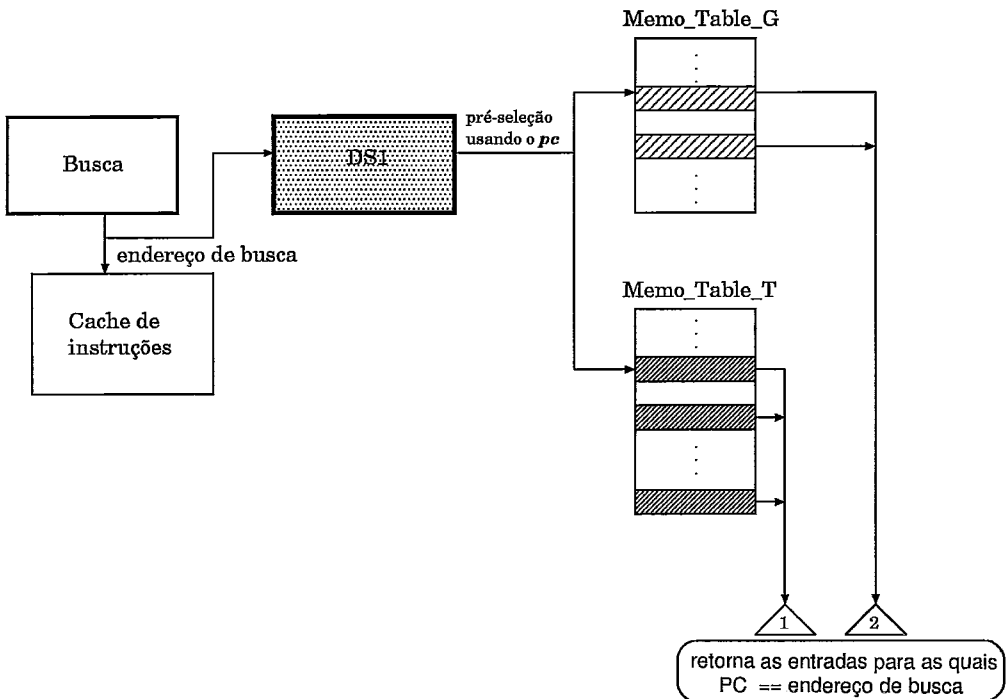 Memo_Table_G
pré-seleção
usando o pc
Busca
DS1
endereço de busca
Cache de
instruções
Memo_Table_T
1
2
retorna as entradas para as quais
PC == endereço de busca